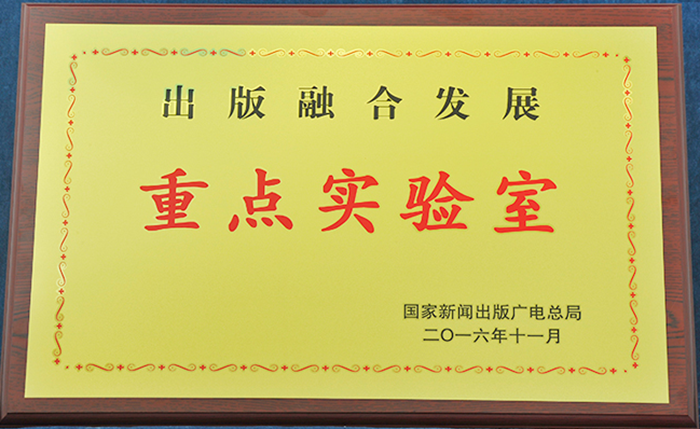 出版融合发展
重点实验室
国家新闻出版广电总局
二〇一六年十一月